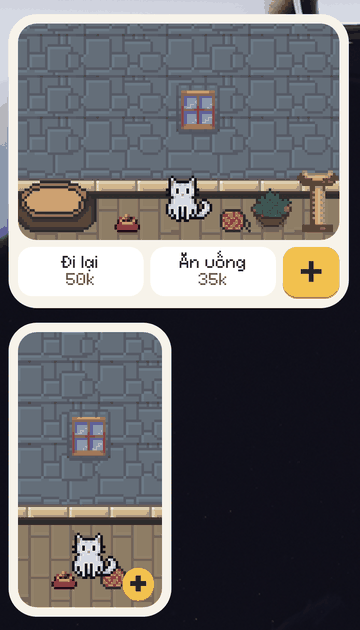 Đi lại
50k
Ăn uống
35k
+
+